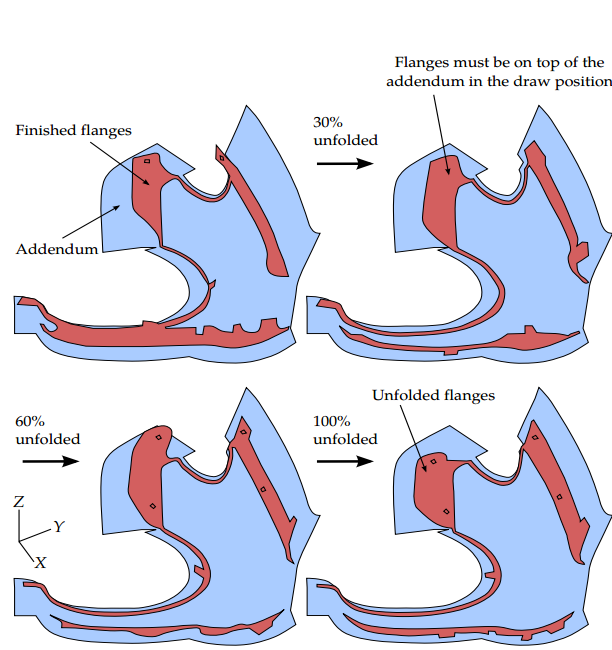 Flanges must be on top of the
addendum in the draw position
30%
unfolded
Finished flanges
Addendum
60%
unfolded
100%
unfolded
Unfolded flanges
Z
Y
X